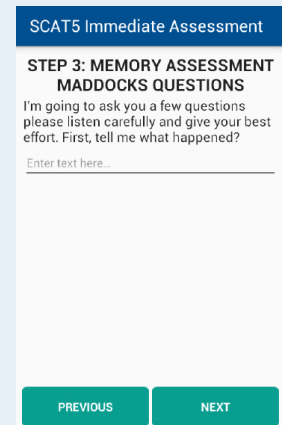 SCAT5 Immediate Assessment
STEP 3: MEMORY ASSESSMENT
MADDOCKS QUESTIONS
I'm going to ask you a few questions
please listen carefully and give your best
effort. First, tell me what happened?
Enter text here...
PREVIOUS NEXT